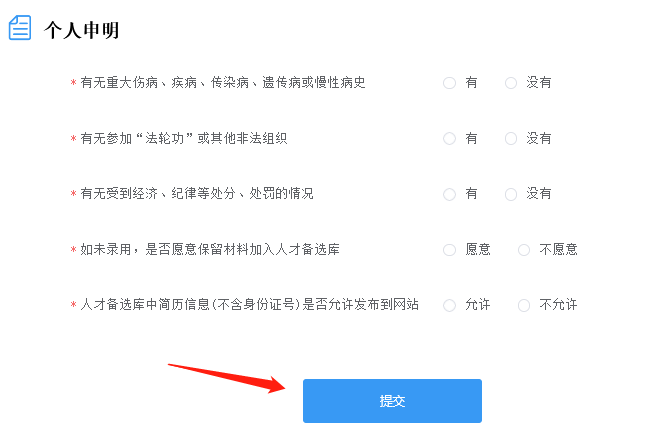 个人申明
* 有无重大伤病、疾病、传染病、遗传病或慢性病史 有 没有
* 有无参加“法轮功”或其他非法组织 有 没有
* 有无受到经济、纪律等处分、处罚的情况 有 没有
* 如未录用，是否愿意保留材料加入人才备选库 愿意 不愿意
* 人才备选库中简历信息(不含身份证号)是否允许发布到网站 允许 不允许
提交